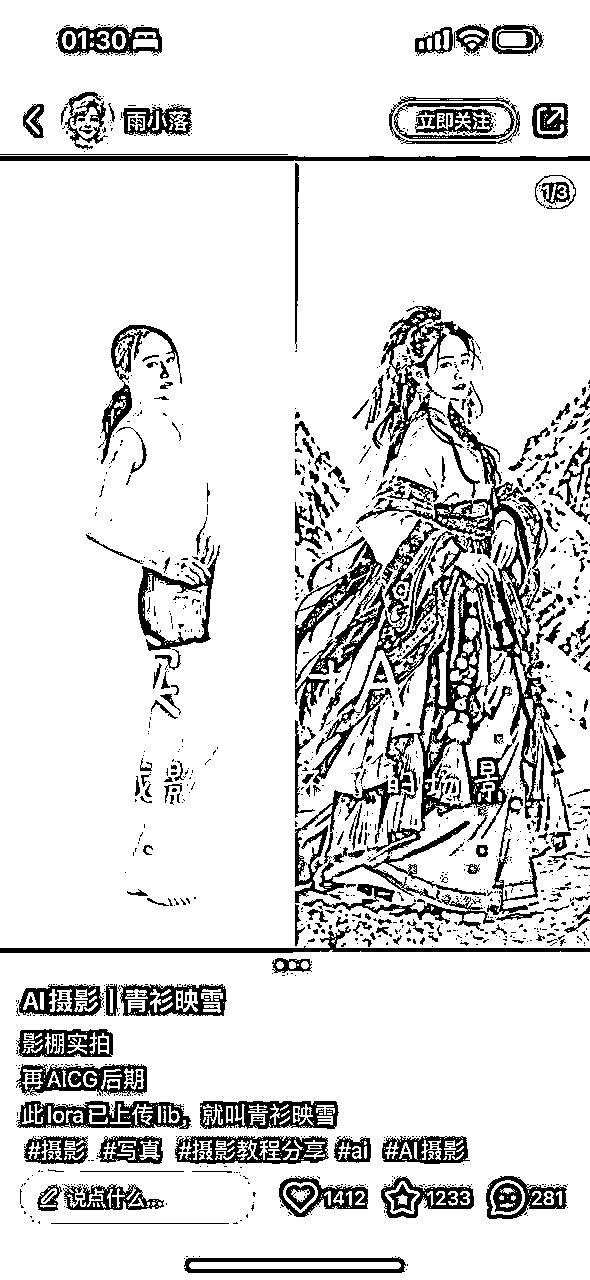 01:30
雨小落
立即关注
1/3
A
的场景
AI摄影 | 青衫映雪
影棚实拍
再AICG后期
此lora已上传lib，就叫青衫映雪
#摄影 #写真 #摄影教程分享 #ai #AI摄影
说点什么...
1412
1233
281